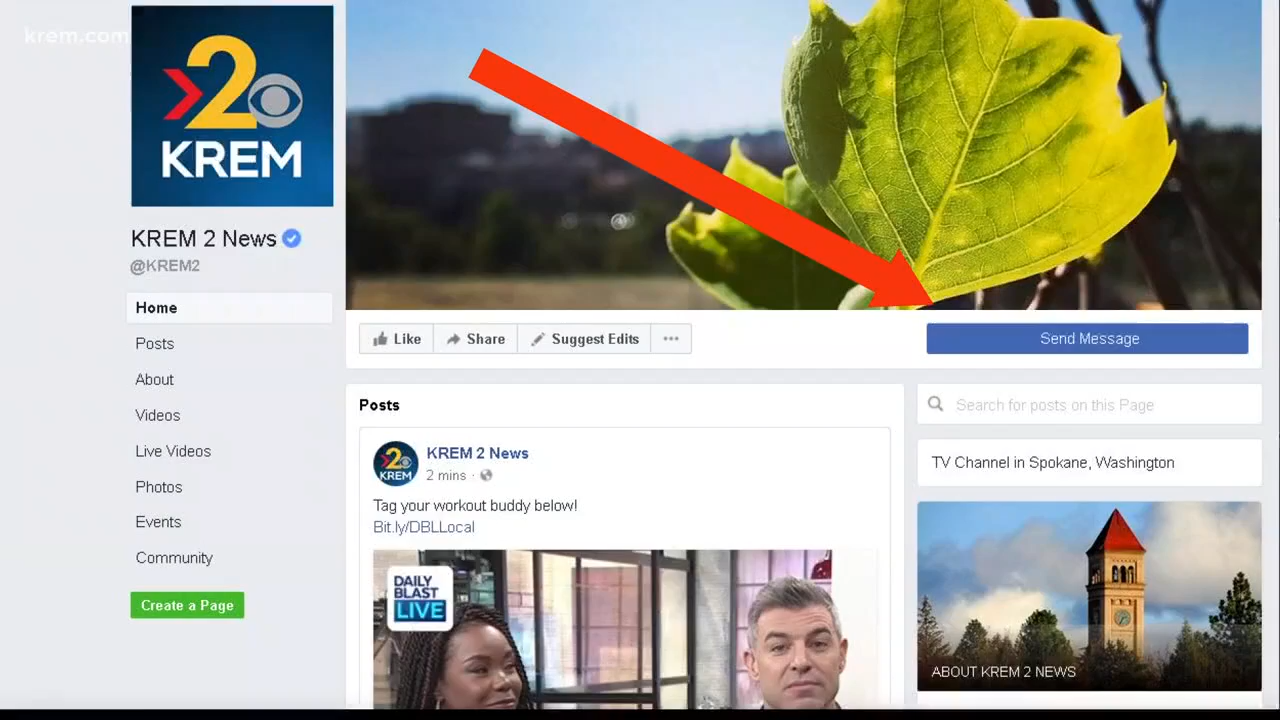 krem.com
2
KREM
KREM 2 News
@KREM2
Home
Posts
About
Videos
Live Videos
Photos
Events
Community
Create a Page
Like
Share
Suggest Edits
...
Send Message
Posts
2
KREM
KREM 2 News
2 mins ·
Tag your workout buddy below!
Bit.ly/DBLLocal
DAILY
BLAST
LIVE
Search for posts on this Page
TV Channel in Spokane, Washington
ABOUT KREM 2 NEWS